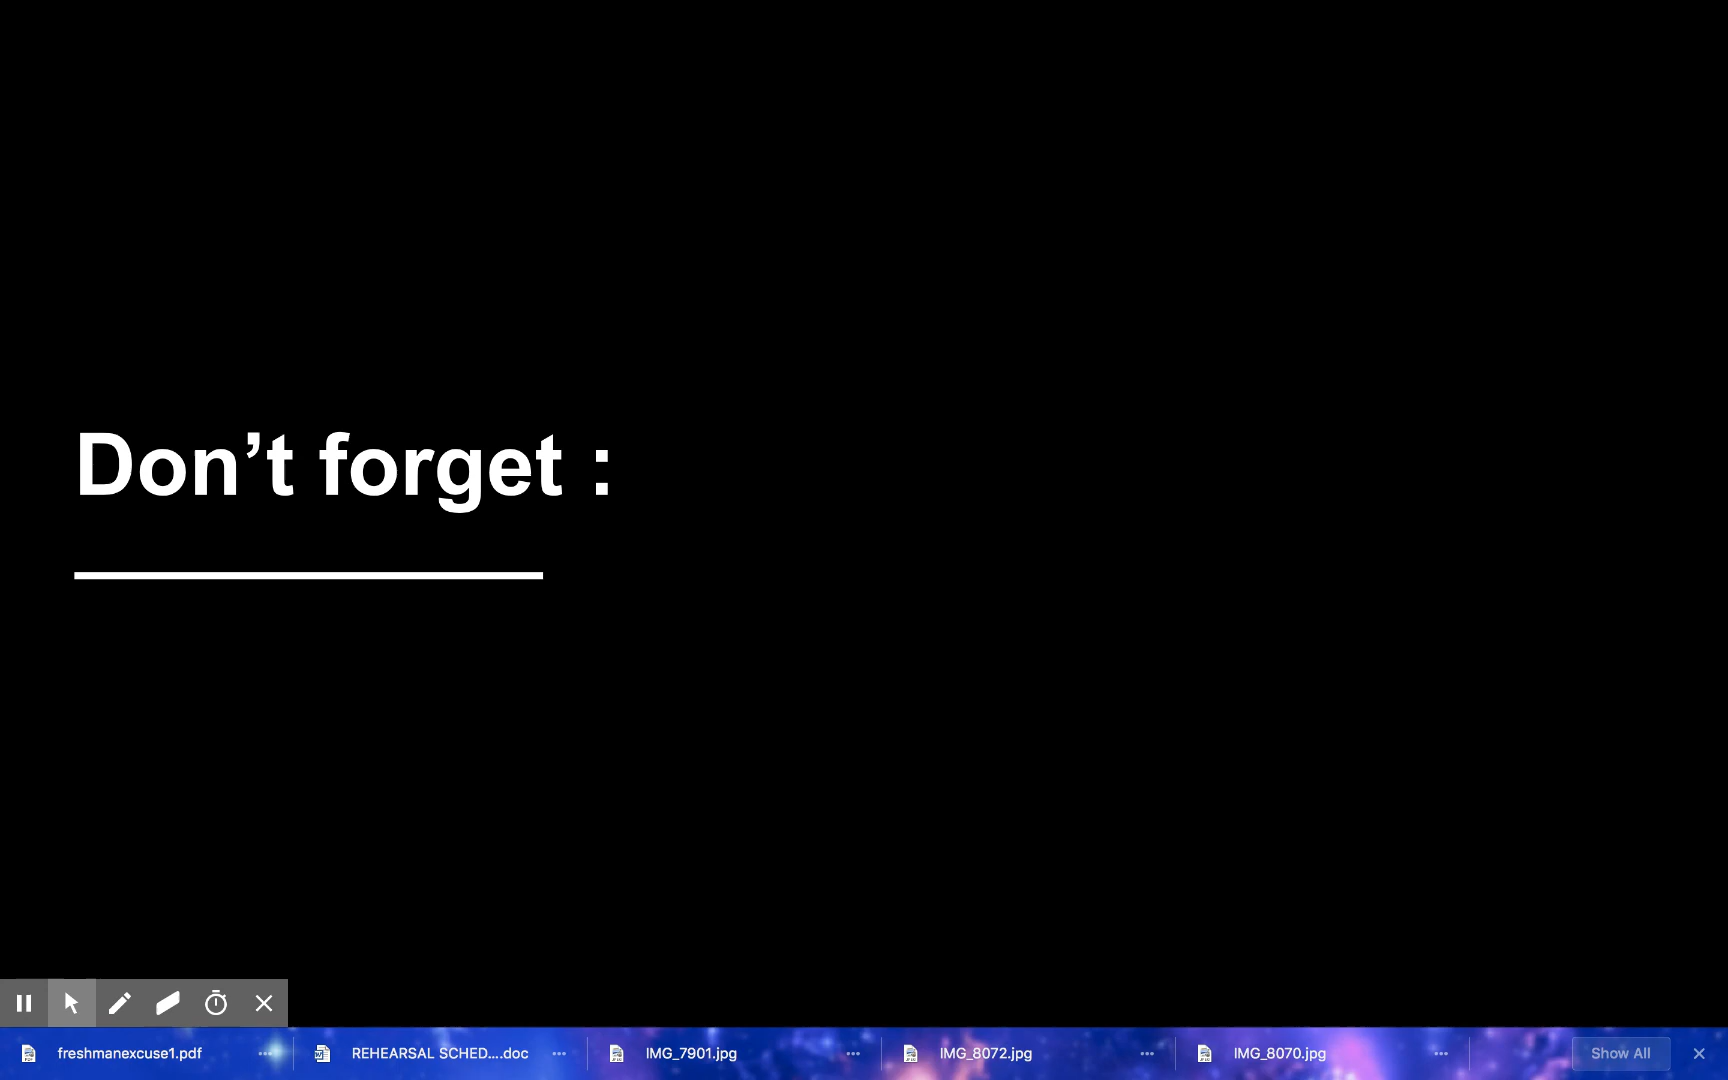 Don’t forget :
freshmanexcuse1.pdf
REHEARSAL SCHED....doc
IMG_7901.jpg
IMG_8072.jpg
IMG_8070.jpg
Show All